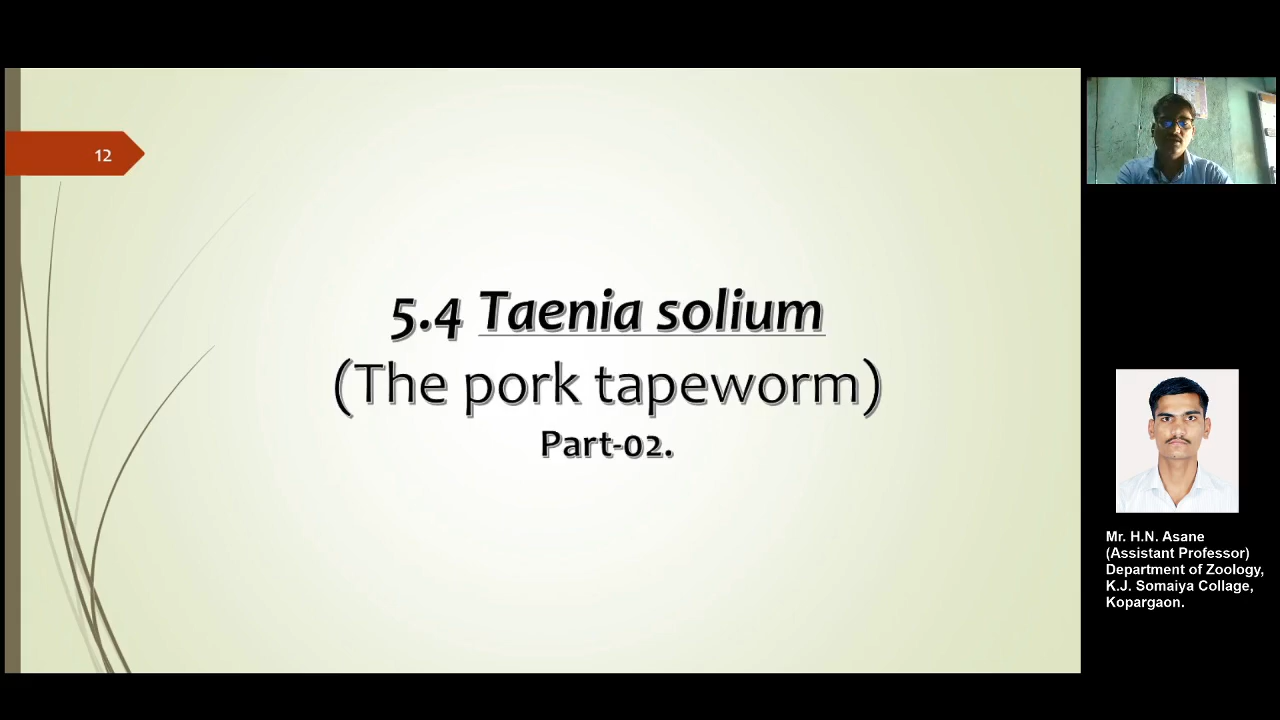 12
5.4 Taenia solium
(The pork tapeworm)
Part-02.
Mr. H.N. Asane
(Assistant Professor)
Department of Zoology,
K.J. Somaiya Collage,
Kopargaon.